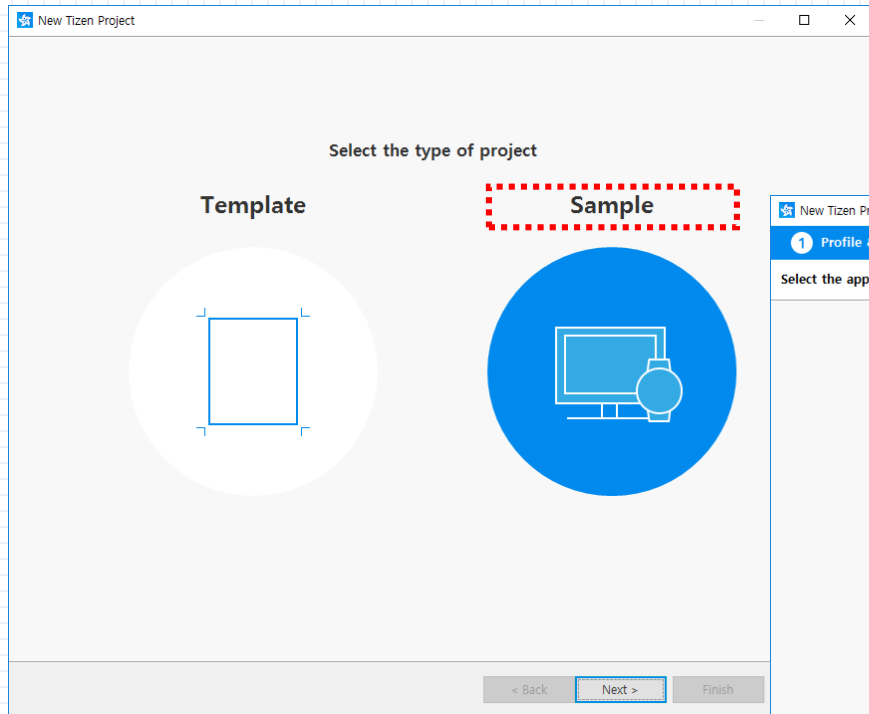 New Tizen Project
Select the type of project
Template
Sample
New Tizen Pr
1 Profile
Select the app
< Back
Next >
Finish